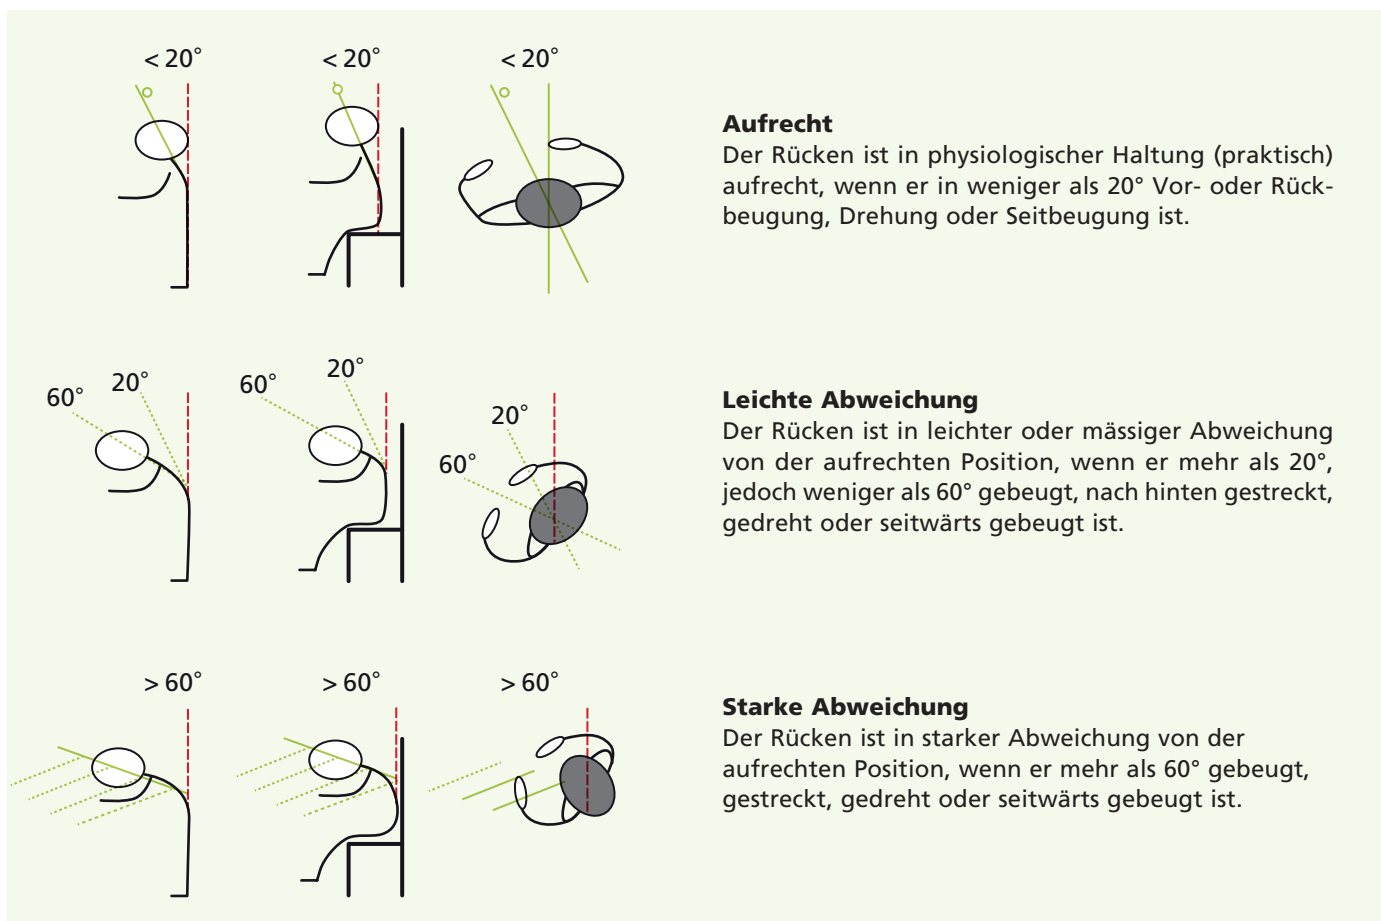 < 20°
< 20°
< 20°
Aufrecht
Der Rücken ist in physiologischer Haltung (praktisch)
aufrecht, wenn er in weniger als 20° Vor- oder Rück-
beugung, Drehung oder Seitbeugung ist.
60°
20°
60°
20°
20°
60°
Leichte Abweichung
Der Rücken ist in leichter oder mässiger Abweichung
von der aufrechten Position, wenn er mehr als 20°,
jedoch weniger als 60° gebeugt, nach hinten gestreckt,
gedreht oder seitwärts gebeugt ist.
> 60°
> 60°
> 60°
Starke Abweichung
Der Rücken ist in starker Abweichung von der
aufrechten Position, wenn er mehr als 60° gebeugt,
gestreckt, gedreht oder seitwärts gebeugt ist.